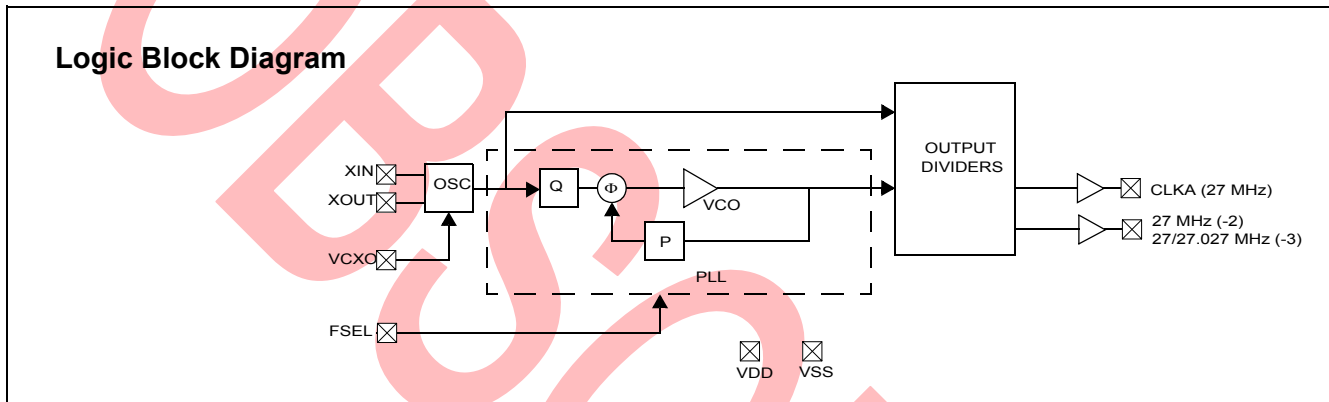 Logic Block Diagram
XIN
XOUT
OSC
VCXO
FSEL
Q
Φ
VCO
P
PLL
VDD
VSS
OUTPUT
DIVIDERS
CLKA (27 MHz)
27 MHz (-2)
27/27.027 MHz (-3)